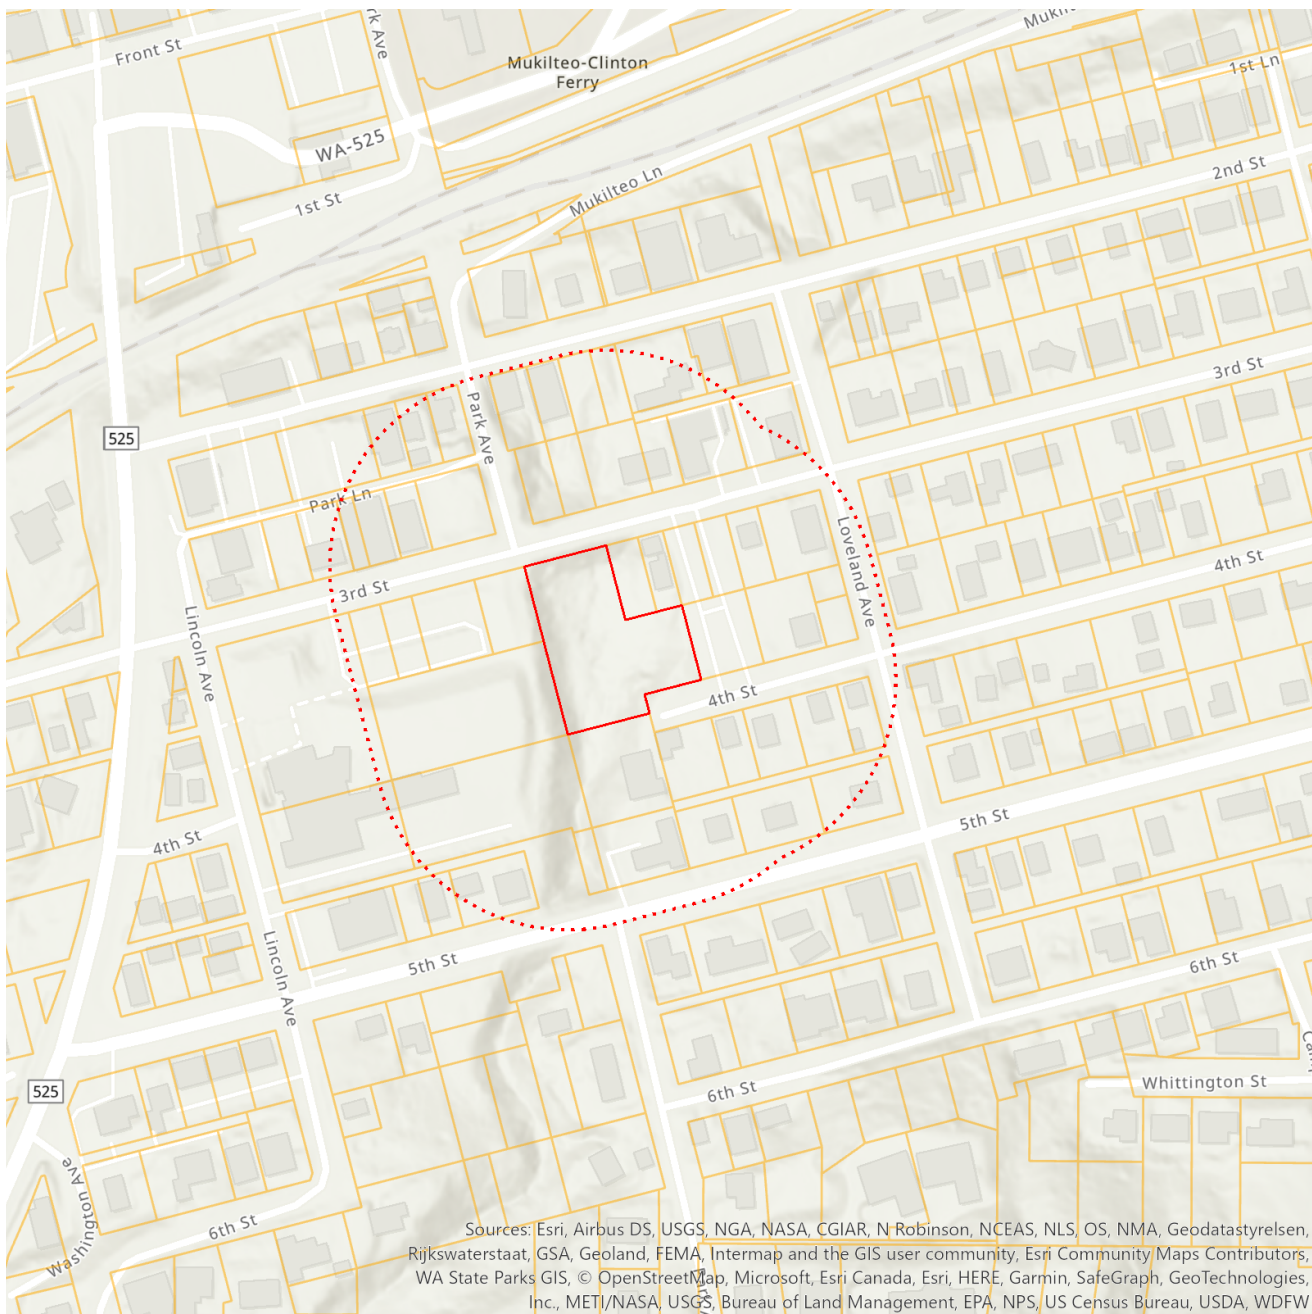 Front St
rk Ave
Mukilteo-Clinton
Ferry
Mukilt
1st Ln
WA-525
1st St
Mukilteo Ln
2nd St
3rd St
525
Park Ave
Park Ln
3rd St
Lincoln Ave
Loveland Ave
4th St
4th St
4th St
5th St
Lincoln Ave
5th St
6th St
525
6th St
Whittington St
Washington Ave
6th St
Sources: Esri, Airbus DS, USGS, NGA, NASA, CGIAR, N Robinson, NCEAS, NLS, OS, NMA, Geodatastyrelsen,
Rijkswaterstaat, GSA, Geoland, FEMA, Intermap and the GIS user community, Esri Community Maps Contributors,
WA State Parks GIS, © OpenStreetMap, Microsoft, Esri Canada, Esri, HERE, Garmin, SafeGraph, GeoTechnologies,
Inc., METI/NASA, USGS, Bureau of Land Management, EPA, NPS, US Census Bureau, USDA, WDFW